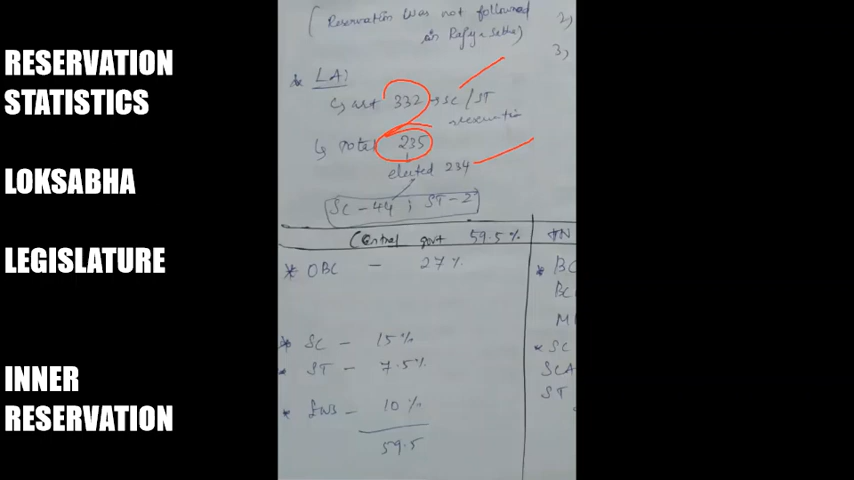 RESERVATION
STATISTICS
LOKSABHA
LEGISLATURE
INNER
RESERVATION
(Reservation was not followed
in Rajya Sabha)
2)
3)
* LA:
↳ art 332 → SC/ST
↳ total 235
elected 234
SC - 44 ; ST - 2
Central govt 59.5% TN
* OBC - 27% * BC
BC
M
* SC - 15% * SC
ST - 7.5% SCA
* EWS - 10% ST
59.5